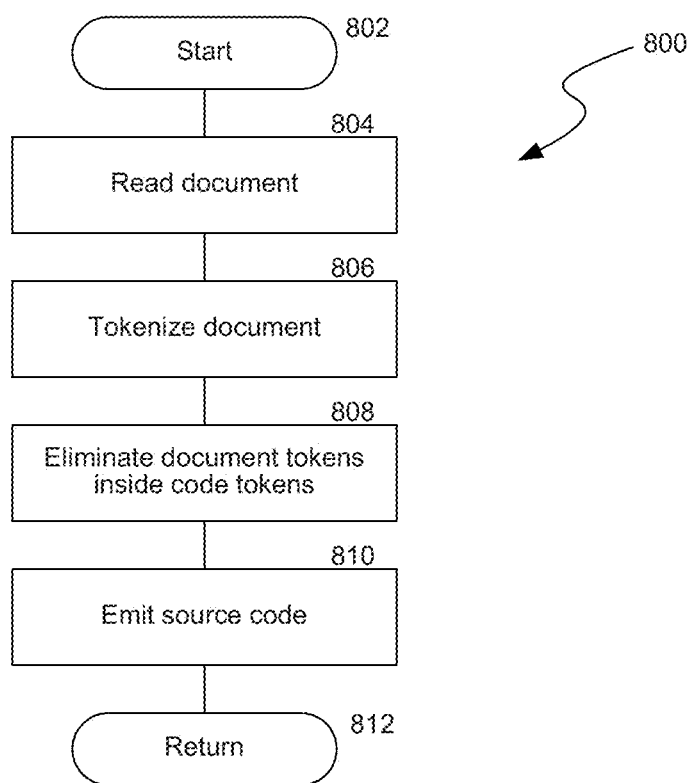 802
Start
800
804
Read document
806
Tokenize document
808
Eliminate document tokens
inside code tokens
810
Emit source code
812
Return